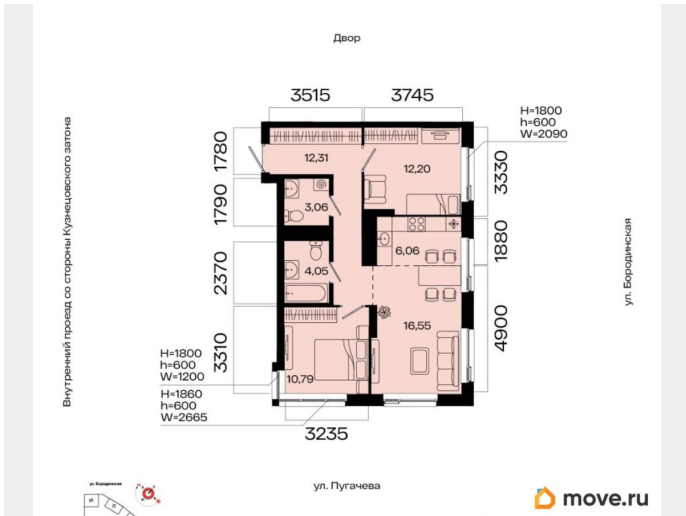 Двор
3515
3745
H=1800
h=600
W=2090
Внутренний проезд со стороны Кузнецовского затона
1780
12,31
12,20
3330
1790
3,06
6,06
1880
ул. Бородинская
2370
4,05
16,55
4900
3310
H=1800
h=600
W=1200
10,79
H=1860
h=600
W=2665
3235
ул. Бородинская
ул. Пугачева
move.ru